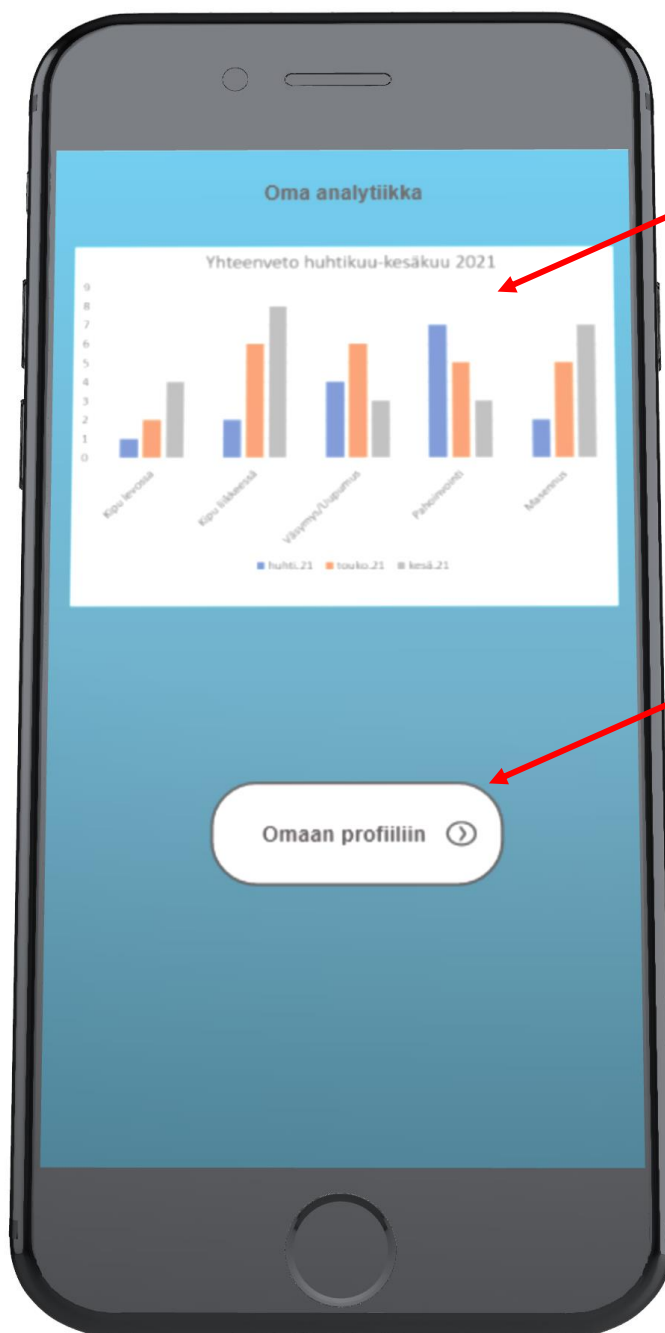 Oma analytiikka
Yhteenveto huhtikuu-kesäkuu 2021
9
8
7
6
5
4
3
2
1
0
Kipu levossa
Kipu liikkeessä
Väsymys/Uupumus
Pahoinvointi
Masennus
huhti.21 touko.21 kesä.21
Omaan profiiliin